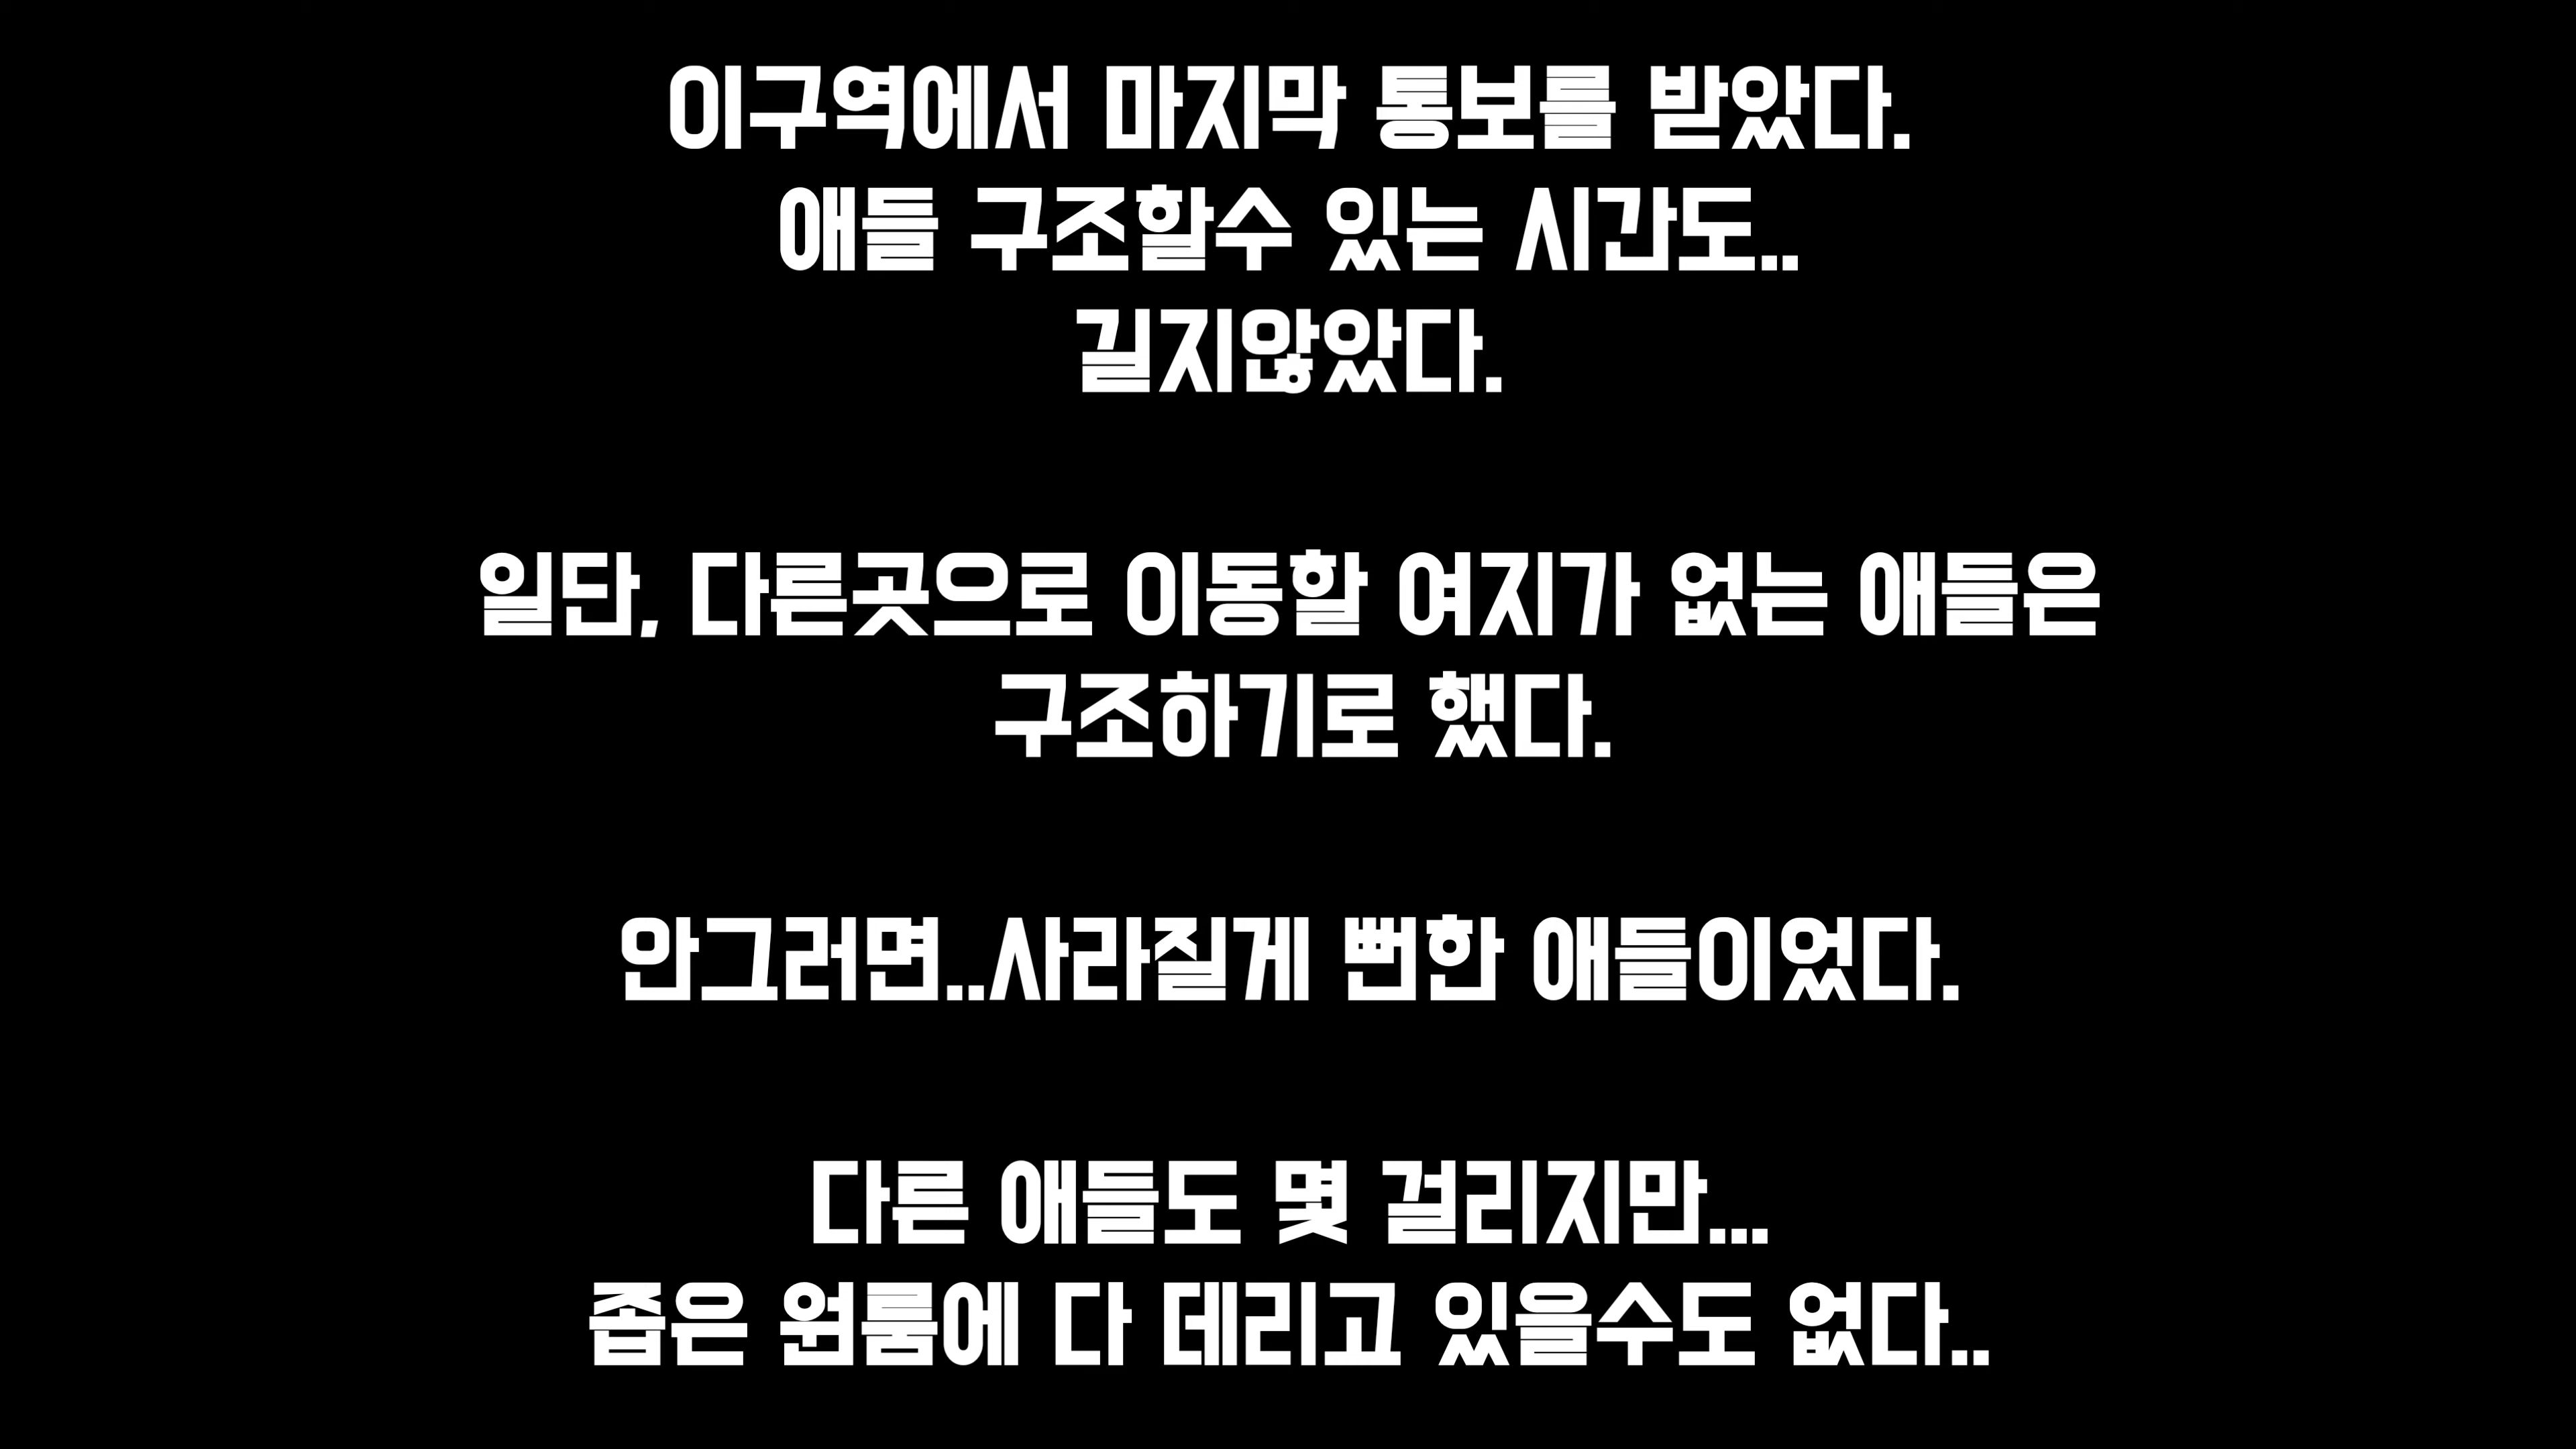 이구역에서 마지막 통보를 받았다.
애들 구조할수 있는 시간도..
길지않았다.
일단, 다른곳으로 이동할 여지가 없는 애들은
구조하기로 했다.
안그러면..사라질게 뻔한 애들이었다.
다른 애들도 몇 걸리지만...
좁은 원룸에 다 데리고 있을수도 없다..